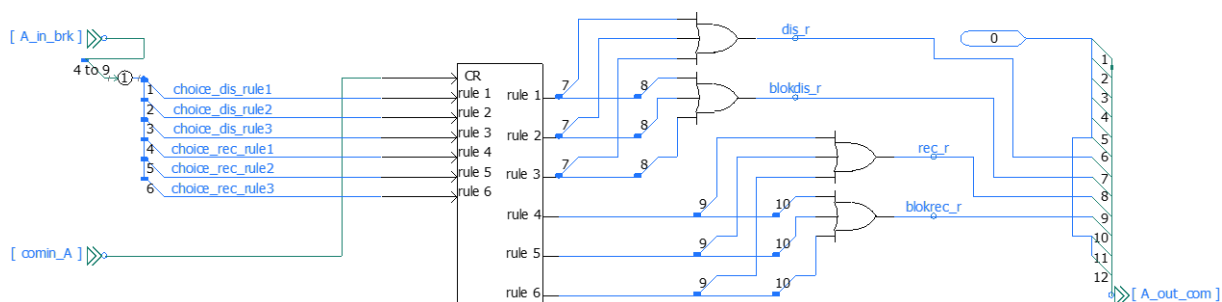 [ A_in_brk ]
4 to 9
1
1 choice_dis_rule1
2 choice_dis_rule2
3 choice_dis_rule3
4 choice_rec_rule1
5 choice_rec_rule2
6 choice_rec_rule3
[ comin_A ]
CR
rule 1
rule 2
rule 3
rule 4
rule 5
rule 6
rule 1
rule 2
rule 3
rule 4
rule 5
rule 6
7 8
7 8
7 8
9 10
9 10
9 10
dis_r
blokdis_r
rec_r
blokrec_r
0
1
2
3
4
5
6
7
8
9
10
11
12
[ A_out_com ]